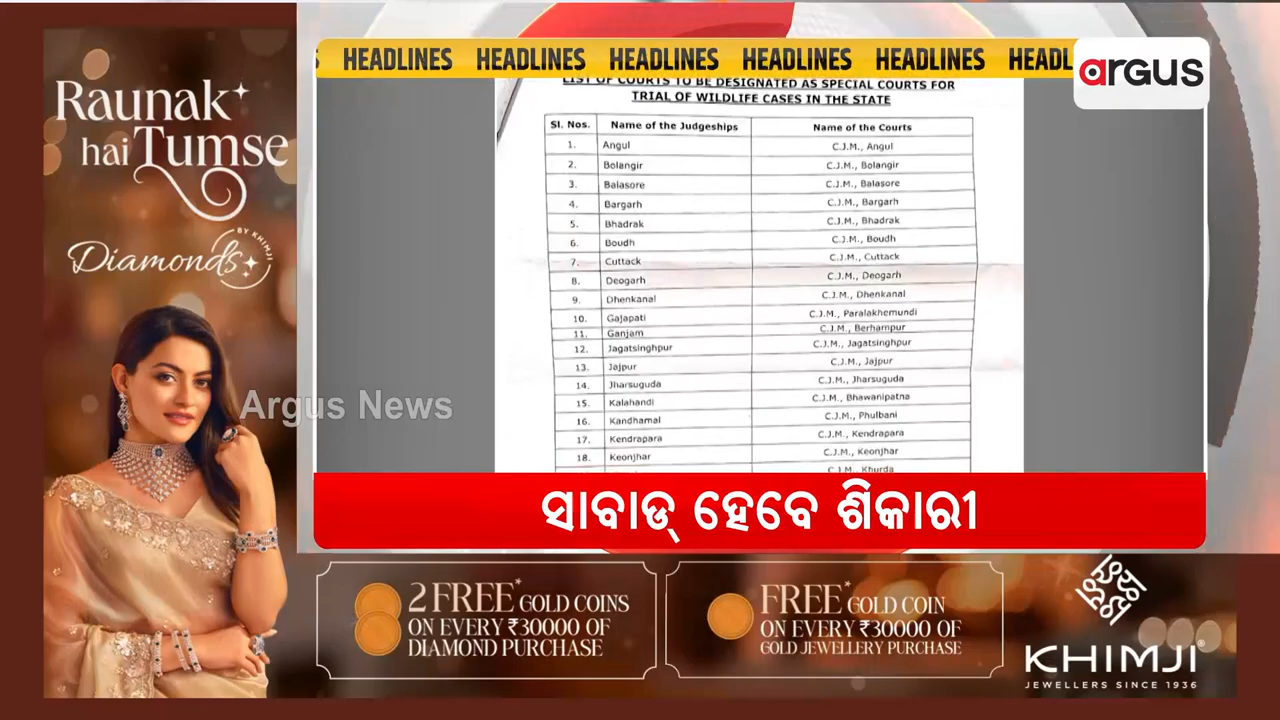 HEADLINES HEADLINES HEADLINES HEADLINES HEADLINES HEADL
argus
LIST OF COURTS TO BE DESIGNATED AS SPECIAL COURTS FOR
TRIAL OF WILDLIFE CASES IN THE STATE
Sl. Nos. Name of the Judgeships Name of the Courts
1. Angul C.J.M., Angul
2. Bolangir C.J.M., Bolangir
3. Balasore C.J.M., Balasore
4. Bargarh C.J.M., Bargarh
5. Bhadrak C.J.M., Bhadrak
6. Boudh C.J.M., Boudh
7. Cuttack C.J.M., Cuttack
8. Deogarh C.J.M., Deogarh
9. Dhenkanal C.J.M., Dhenkanal
10. Gajapati C.J.M., Paralakhemundi
11. Ganjam C.J.M., Berhampur
12. Jagatsinghpur C.J.M., Jagatsinghpur
13. Jajpur C.J.M., Jajpur
14. Jharsuguda C.J.M., Jharsuguda
15. Kalahandi C.J.M., Bhawanipatna
16. Kandhamal C.J.M., Phulbani
17. Kendrapara C.J.M., Kendrapara
18. Keonjhar C.J.M., Keonjhar
C.J.M., Khurda
Argus News
ସାବାଡ୍ ହେବେ ଶିକାରୀ
Raunak
hai Tumse
Diamonds
BY KHIMJI
2 FREE* GOLD COINS
ON EVERY ₹30000 OF
DIAMOND PURCHASE
FREE* GOLD COIN
ON EVERY ₹30000 OF
GOLD JEWELLERY PURCHASE
KHIMJI®
JEWELLERS SINCE 1936